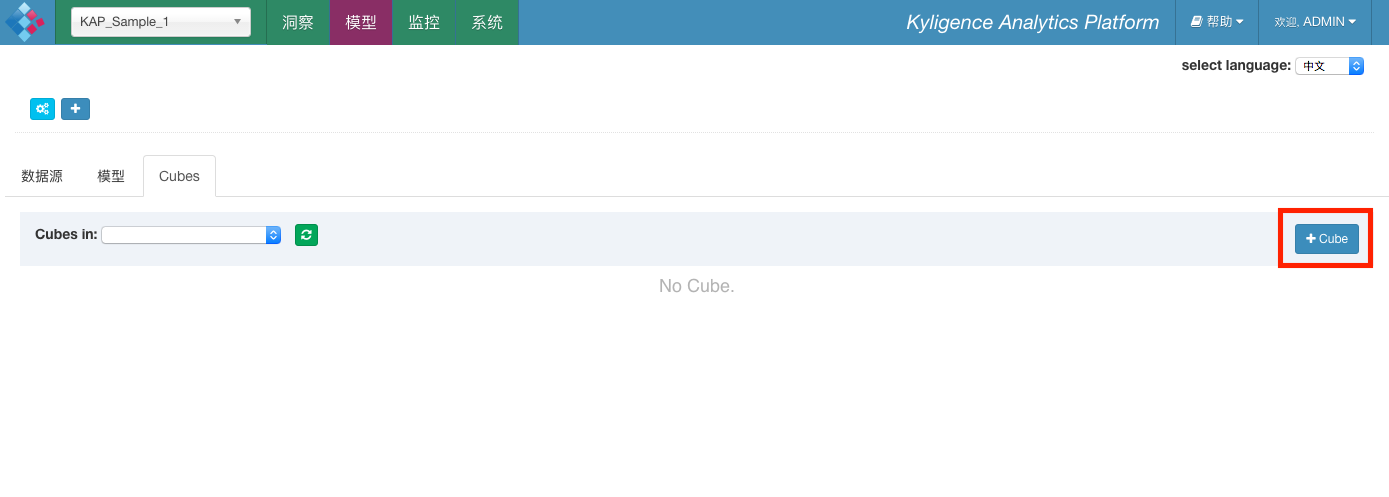 KAP_Sample_1 洞察 模型 监控 系统 Kyligence Analytics Platform 帮助 欢迎, ADMIN
select language: 中文
数据源 模型 Cubes
Cubes in: + Cube
No Cube.